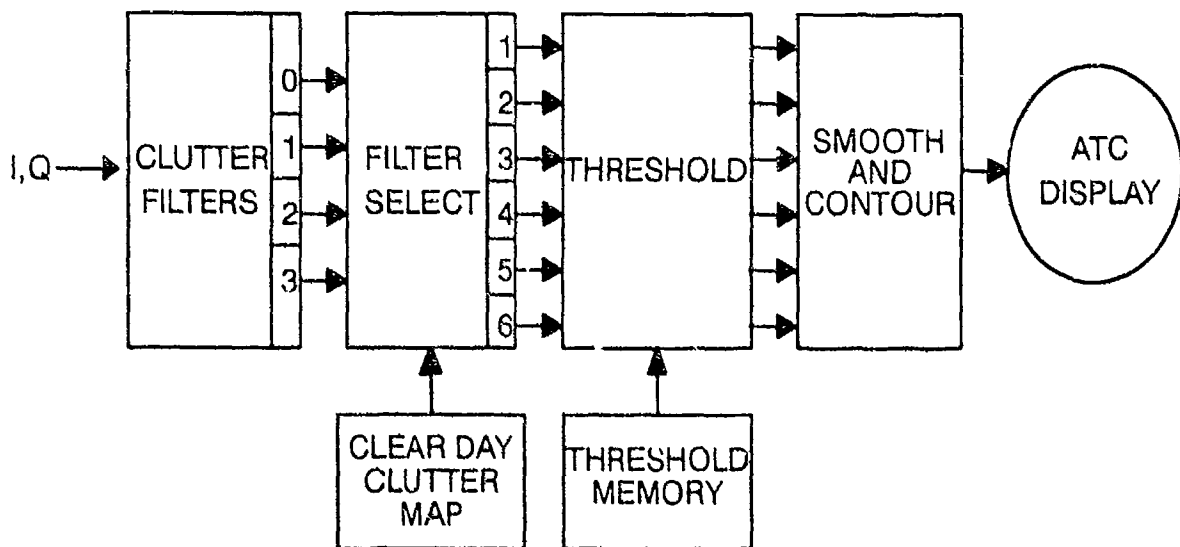 I,Q
CLUTTER
FILTERS
0
1
2
3
FILTER
SELECT
1
2
3
4
5
6
THRESHOLD
SMOOTH
AND
CONTOUR
ATC
DISPLAY
CLEAR DAY
CLUTTER
MAP
THRESHOLD
MEMORY